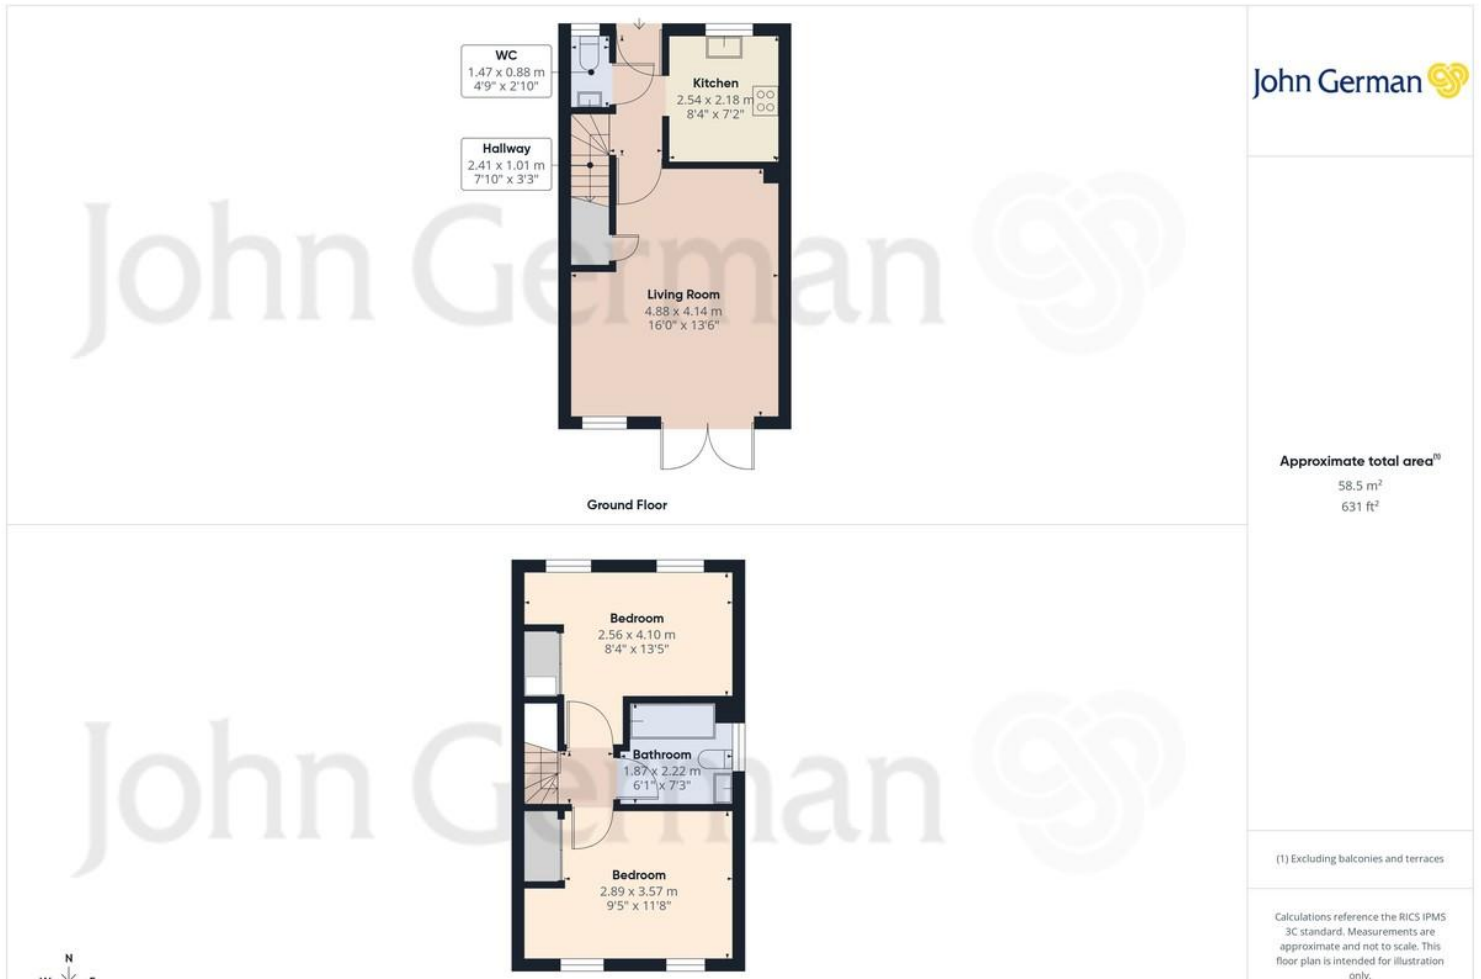 WC
1.47 x 0.88 m
4'9" x 2'10"
Hallway
2.41 x 1.01 m
7'10" x 3'3"
Kitchen
2.54 x 2.18 m
8'4" x 7'2"
Living Room
4.88 x 4.14 m
16'0" x 13'6"
John German
Ground Floor
Bedroom
2.56 x 4.10 m
8'4" x 13'5"
Bathroom
1.87 x 2.22 m
6'1" x 7'3"
John German
Bedroom
2.89 x 3.57 m
9'5" x 11'8"
N
John German
Approximate total area(1)
58.5 m²
631 ft²
(1) Excluding balconies and terraces
Calculations reference the RICS IPMS
3C standard. Measurements are
approximate and not to scale. This
floor plan is intended for illustration
only.